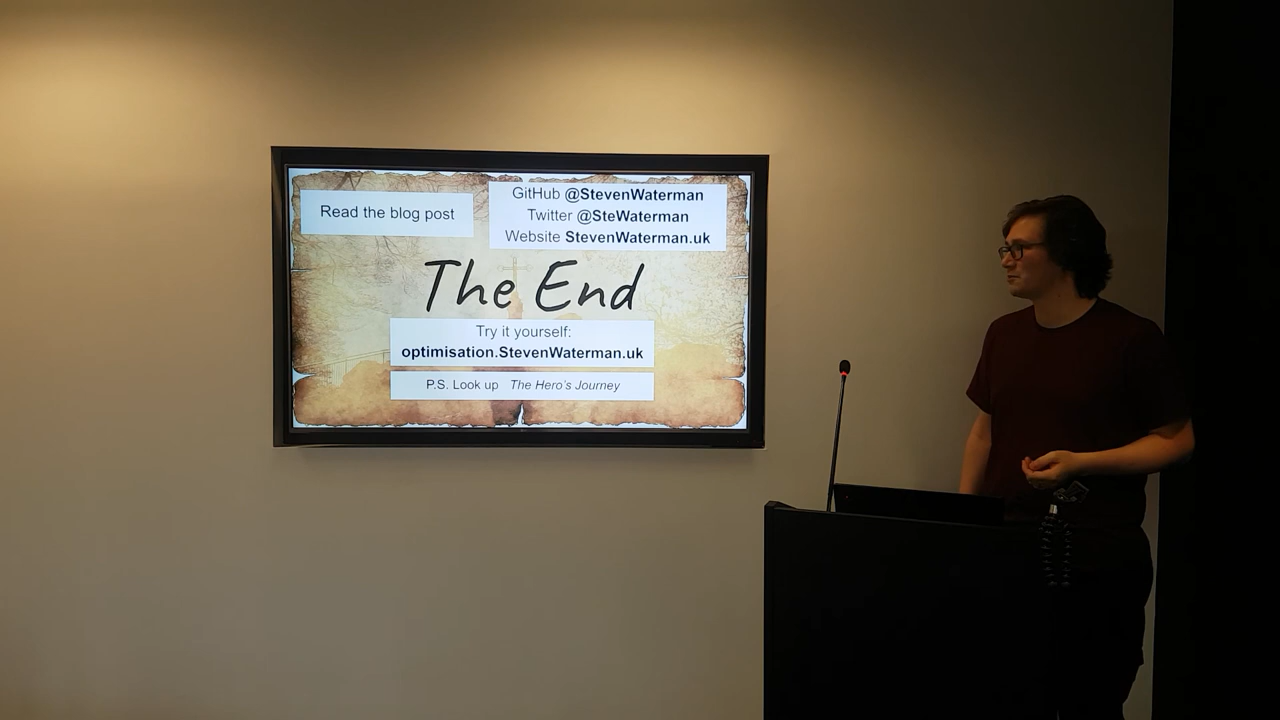 Read the blog post
GitHub @StevenWaterman
Twitter @SteWaterman
Website StevenWaterman.uk
The End
Try it yourself:
optimisation.StevenWaterman.uk
P.S. Look up The Hero's Journey